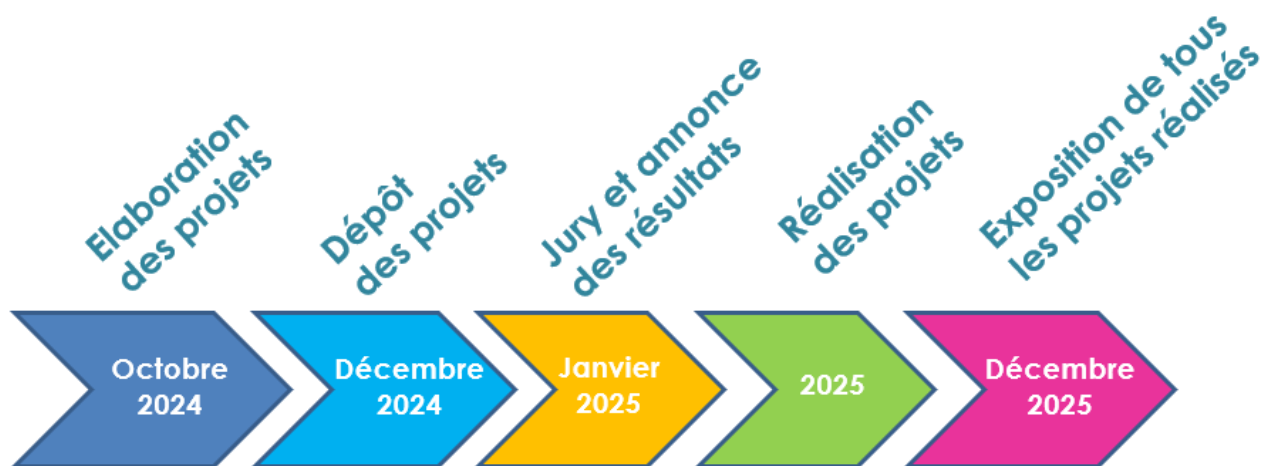 Elaboration
des projets
Dépôt
des projets
Jury et annonce
des résultats
Réalisation
des projets
Exposition de tous
les projets réalisés
Octobre
2024
Décembre
2024
Janvier
2025
2025
Décembre
2025